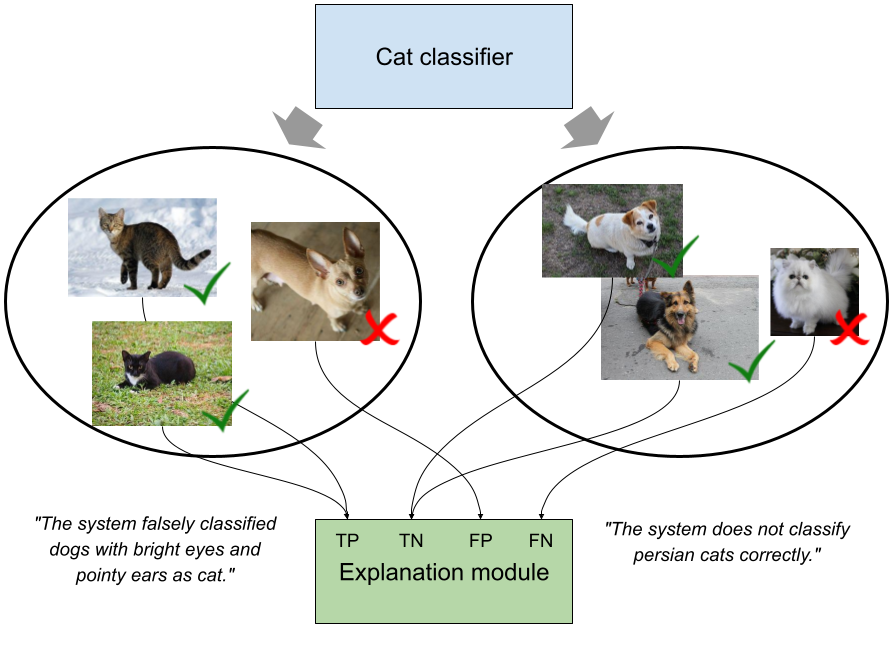 Cat classifier
"The system falsely classified
dogs with bright eyes and
pointy ears as cat."
TP TN FP FN
Explanation module
"The system does not classify
persian cats correctly."